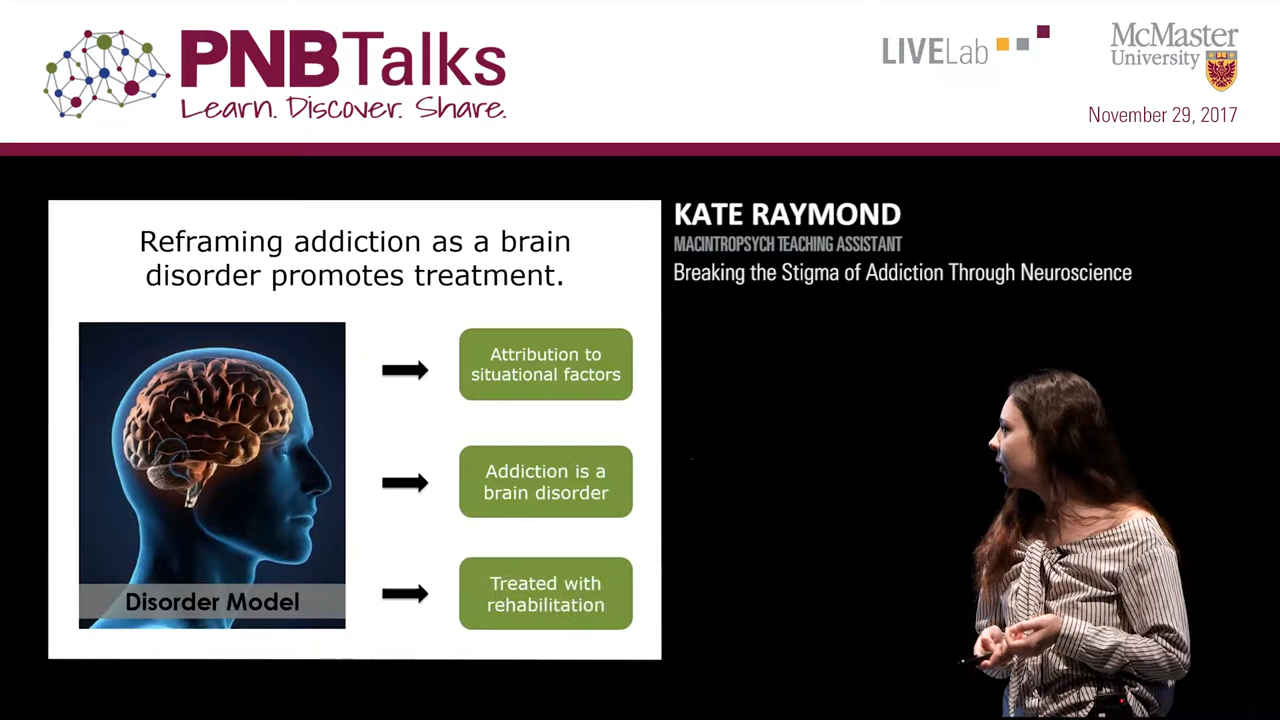 PNBTalks
Learn. Discover. Share.
LIVELab
McMaster
University
November 29, 2017
Reframing addiction as a brain
disorder promotes treatment.
Attribution to
situational factors
Addiction is a
brain disorder
Treated with
rehabilitation
Disorder Model
KATE RAYMOND
MACINTROPSYCH TEACHING ASSISTANT
Breaking the Stigma of Addiction Through Neuroscience